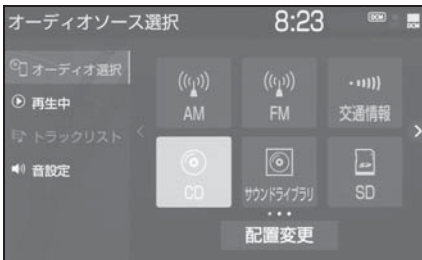 オーディオソース選択 8:23 DCM
オーディオ選択
再生中
トラックリスト
音設定
AM FM 交通情報
CD サウンドライブラリ SD
配置変更